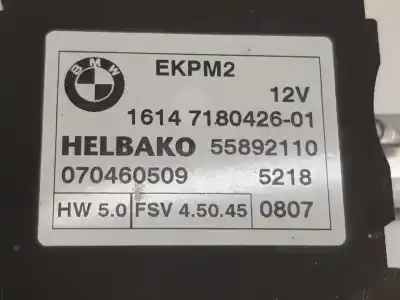 BMW
EKPM2
12V
1614 7180426-01
HELBAKO 55892110
070460509 5218
HW 5.0 FSV 4.50.45 0807